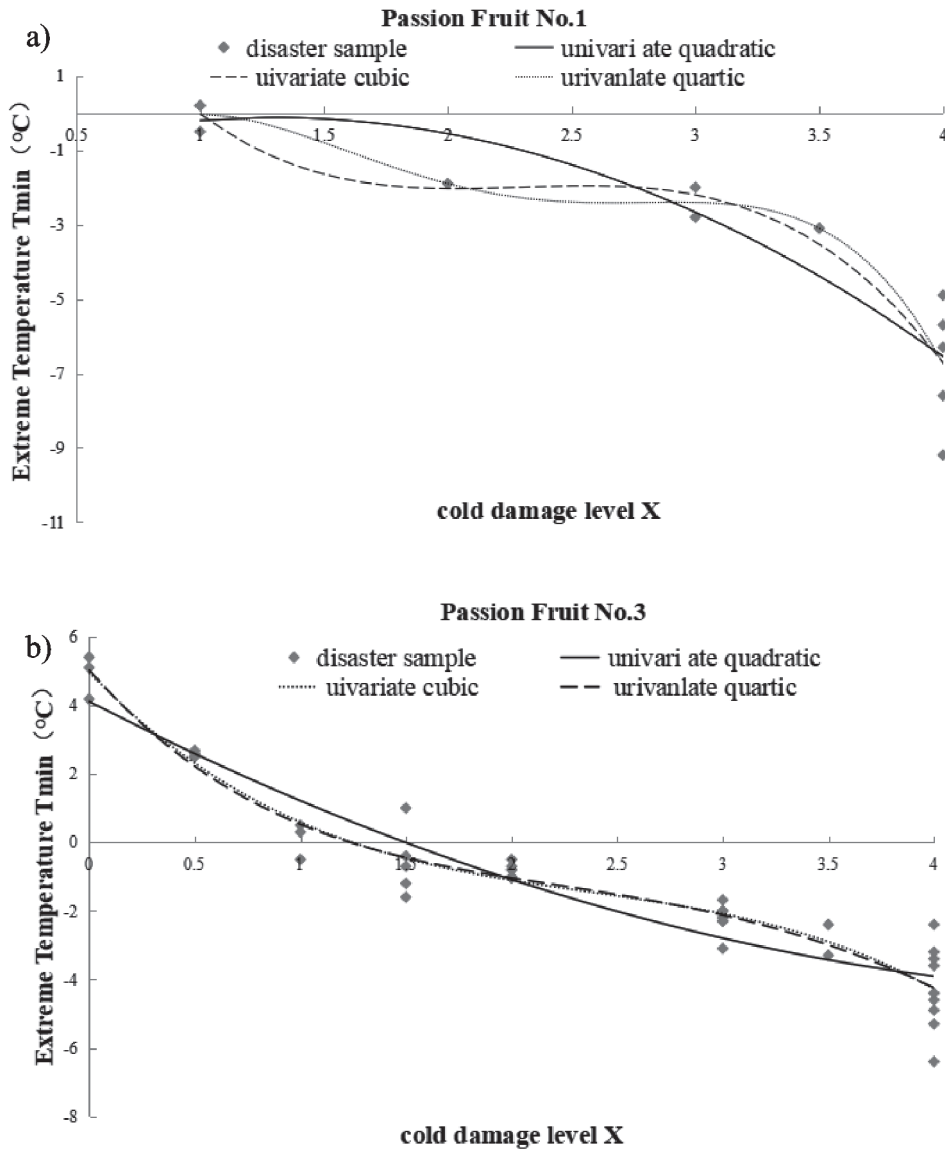 a)
Passion Fruit No.1
disaster sample
univari ate quadratic
uivariate cubic
urivanlate quartic
Extreme Temperature Tmin（℃）
1
-1
-3
-5
-7
-9
-11
0.5 1 1.5 2 2.5 3 3.5 4
cold damage level X
b)
Passion Fruit No.3
disaster sample
univari ate quadratic
uivariate cubic
urivanlate quartic
Extreme Temperature Tmin（℃）
6
4
2
0
-2
-4
-6
-8
0 0.5 1 1.5 2 2.5 3 3.5 4
cold damage level X